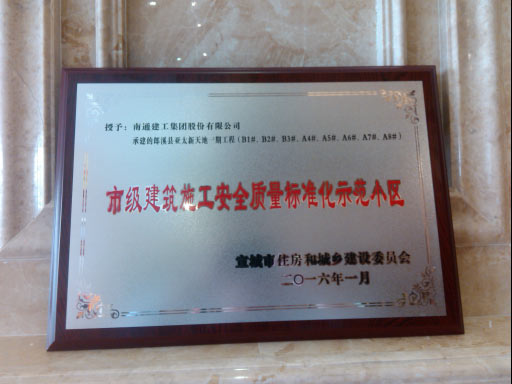 授予：南通建工集团股份有限公司
承建的郎溪县亚太新天地一期工程（B1#、B2#、B3#、A4#、A5#、A6#、A7#、A8#）
市级建筑施工安全质量标准化示范小区
宣城市住房和城乡建设委员会
二〇一六年一月